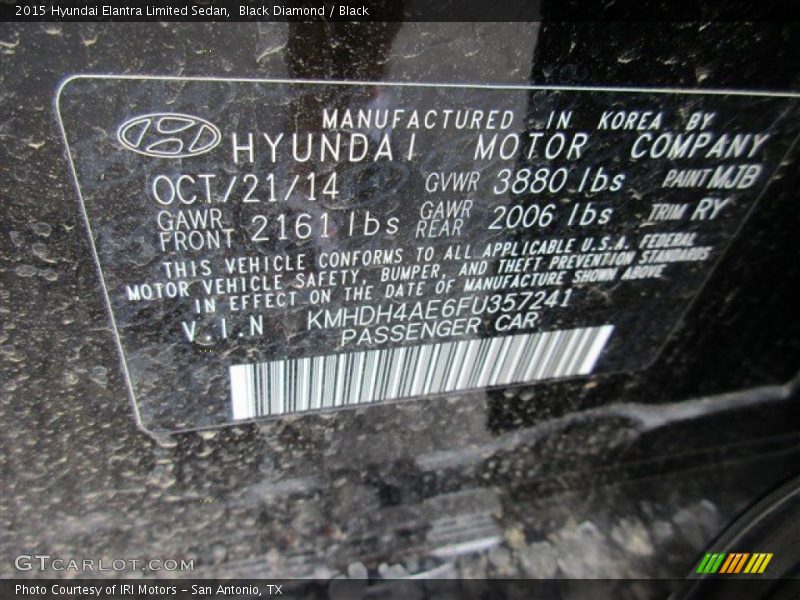 2015 Hyundai Elantra Limited Sedan, Black Diamond / Black
MANUFACTURED IN KOREA BY
HYUNDAI MOTOR COMPANY
OCT/21/14 GVWR 3880 lbs PAINT MJB
GAWR FRONT 2161 lbs GAWR REAR 2006 lbs TRIM RY
THIS VEHICLE CONFORMS TO ALL APPLICABLE U.S.A. FEDERAL
MOTOR VEHICLE SAFETY, BUMPER, AND THEFT PREVENTION STANDARDS
IN EFFECT ON THE DATE OF MANUFACTURE SHOWN ABOVE
V.I.N KMHDH4AE6FU357241
PASSENGER CAR
GTCARLOT.COM
Photo Courtesy of IRI Motors – San Antonio, TX